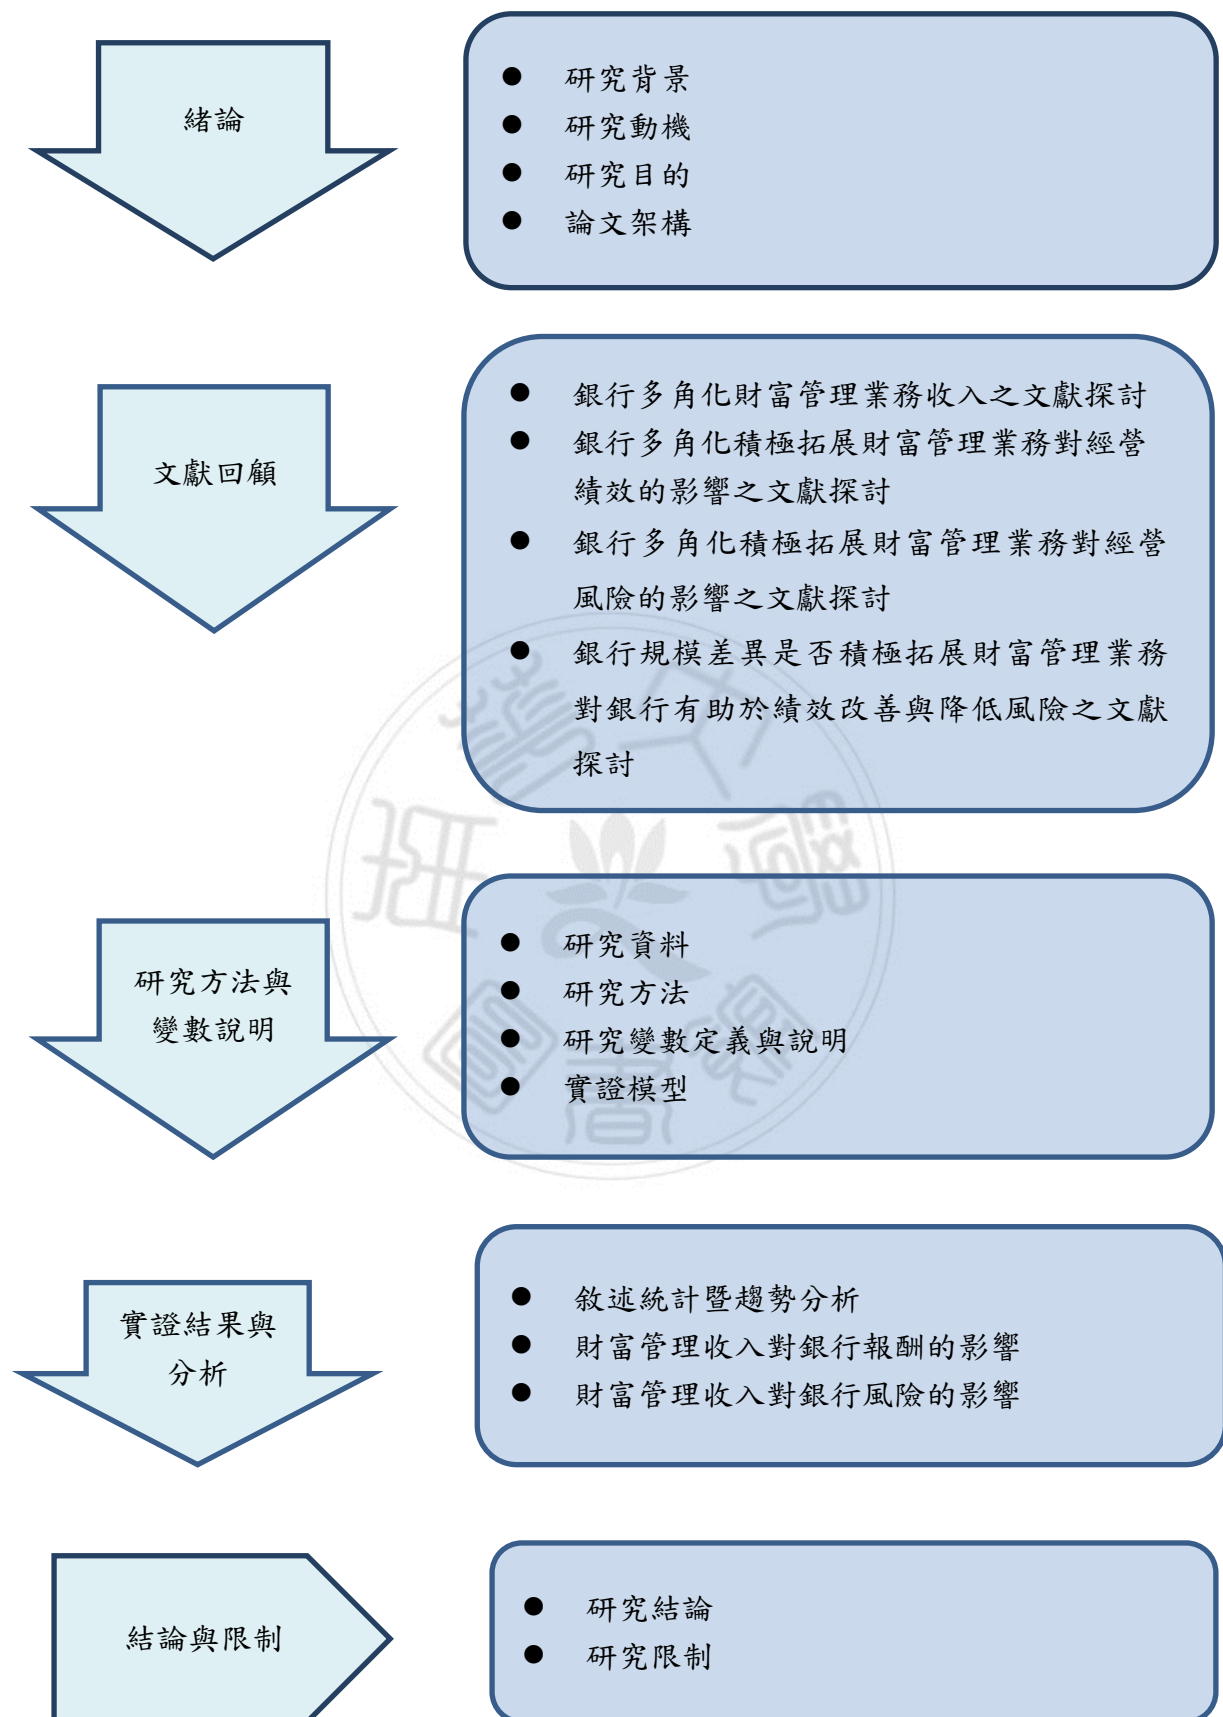 緒論
● 研究背景
● 研究動機
● 研究目的
● 論文架構
文獻回顧
● 銀行多角化財富管理業務收入之文獻探討
● 銀行多角化積極拓展財富管理業務對經營
績效的影響之文獻探討
● 銀行多角化積極拓展財富管理業務對經營
風險的影響之文獻探討
● 銀行規模差異是否積極拓展財富管理業務
對銀行有助於績效改善與降低風險之文獻
探討
研究方法與
變數說明
● 研究資料
● 研究方法
● 研究變數定義與說明
● 實證模型
實證結果與
分析
● 敘述統計暨趨勢分析
● 財富管理收入對銀行報酬的影響
● 財富管理收入對銀行風險的影響
結論與限制
● 研究結論
● 研究限制